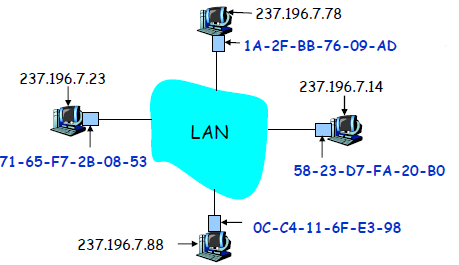 237.196.7.78
1A-2F-BB-76-09-AD
237.196.7.23
237.196.7.14
LAN
71-65-F7-2B-08-53
58-23-D7-FA-20-B0
0C-C4-11-6F-E3-98
237.196.7.88